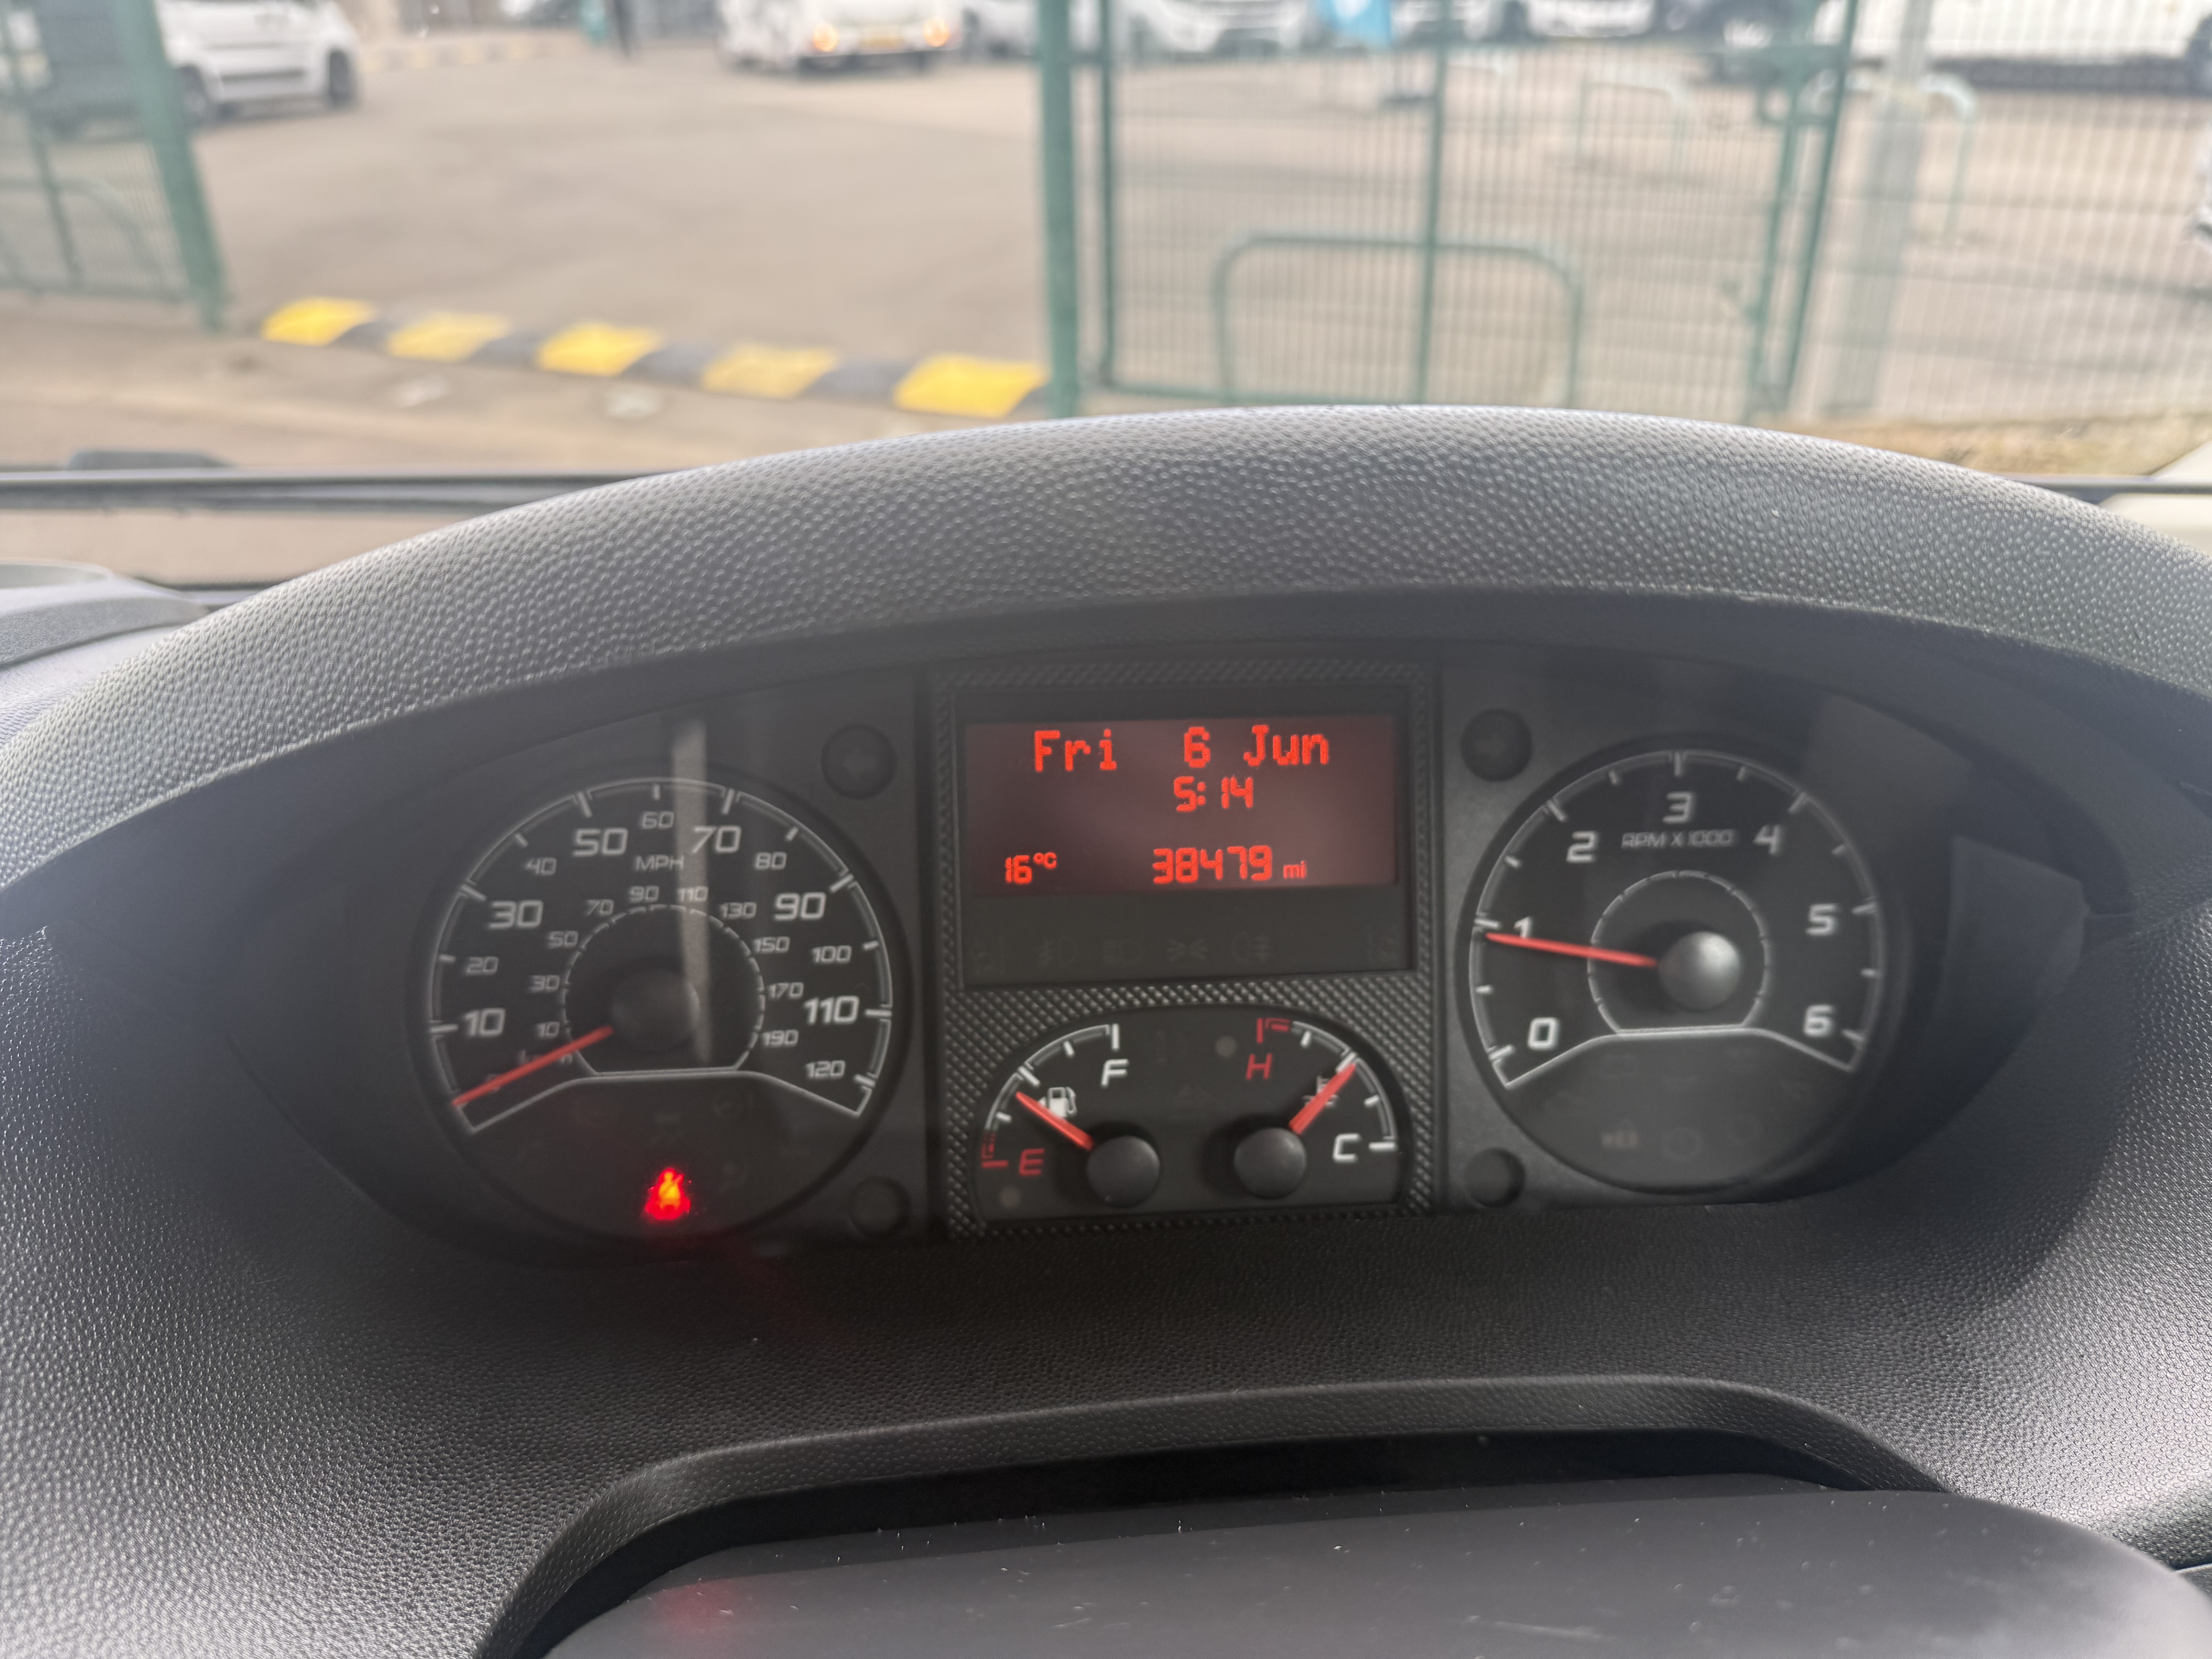 Fri 6 Jun
5:14
16°C 38479 mi
10 20 30 40 50 60 70 80 90 100 110 120
MPH
10 30 50 70 90 110 130 150 170 190
km/h
E F
H C
0 1 2 3 4 5 6
RPM X 1000